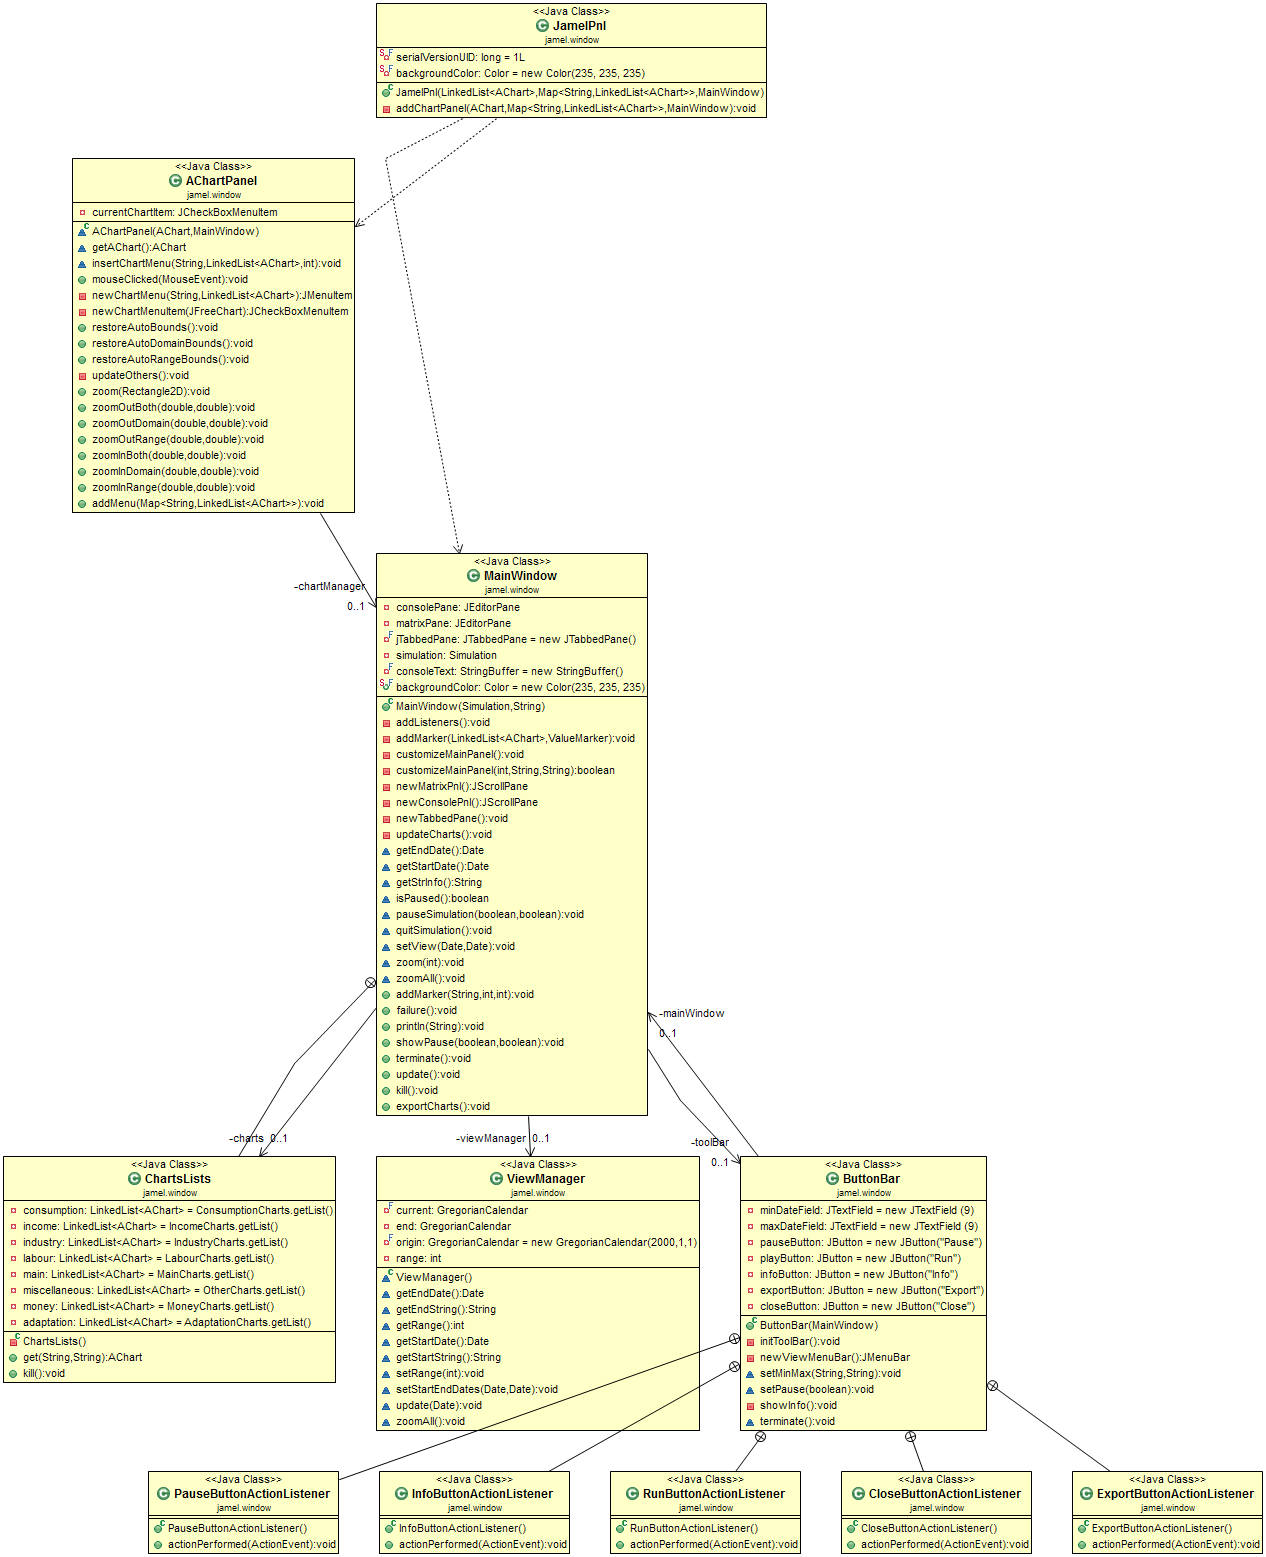 <<Java Class>>
JamelPnl
jamel.window
serialVersionUID: long = 1L
backgroundColor: Color = new Color(235, 235, 235)
JamelPnl(LinkedList<AChart>,Map<String,LinkedList<AChart>>,MainWindow)
addChartPanel(AChart,Map<String,LinkedList<AChart>>,MainWindow):void
<<Java Class>>
AChartPanel
jamel.window
currentChartItem: JCheckBoxMenuItem
AChartPanel(AChart,MainWindow)
getAChart():AChart
insertChartMenu(String,LinkedList<AChart>,int):void
mouseClicked(MouseEvent):void
newChartMenu(String,LinkedList<AChart>):JMenuItem
newChartMenuItem(JFreeChart):JCheckBoxMenuItem
restoreAutoBounds():void
restoreAutoDomainBounds():void
restoreAutoRangeBounds():void
updateOthers():void
zoom(Rectangle2D):void
zoomOutBoth(double,double):void
zoomOutDomain(double,double):void
zoomOutRange(double,double):void
zoomInBoth(double,double):void
zoomInDomain(double,double):void
zoomInRange(double,double):void
addMenu(Map<String,LinkedList<AChart>>):void
-chartManager
0..1
<<Java Class>>
MainWindow
jamel.window
consolePane: JEditorPane
matrixPane: JEditorPane
jTabbedPane: JTabbedPane = new JTabbedPane()
simulation: Simulation
consoleText: StringBuffer = new StringBuffer()
backgroundColor: Color = new Color(235, 235, 235)
MainWindow(Simulation,String)
addListeners():void
addMarker(LinkedList<AChart>,ValueMarker):void
customizeMainPanel():void
customizeMainPanel(int,String,String):boolean
newMatrixPnl():JScrollPane
newConsolePnl():JScrollPane
newTabbedPane():void
updateCharts():void
getEndDate():Date
getStartDate():Date
getStrInfo():String
isPaused():boolean
pauseSimulation(boolean,boolean):void
quitSimulation():void
setView(Date,Date):void
zoom(int):void
zoomAll():void
addMarker(String,int,int):void
failure():void
println(String):void
showPause(boolean,boolean):void
terminate():void
update():void
kill():void
exportCharts():void
-mainWindow
0..1
-charts 0..1
-viewManager 0..1
-toolBar
0..1
<<Java Class>>
ChartsLists
jamel.window
consumption: LinkedList<AChart> = ConsumptionCharts.getList()
income: LinkedList<AChart> = IncomeCharts.getList()
industry: LinkedList<AChart> = IndustryCharts.getList()
labour: LinkedList<AChart> = LabourCharts.getList()
main: LinkedList<AChart> = MainCharts.getList()
miscellaneous: LinkedList<AChart> = OtherCharts.getList()
money: LinkedList<AChart> = MoneyCharts.getList()
adaptation: LinkedList<AChart> = AdaptationCharts.getList()
ChartsLists()
get(String,String):AChart
kill():void
<<Java Class>>
ViewManager
jamel.window
current: GregorianCalendar
end: GregorianCalendar
origin: GregorianCalendar = new GregorianCalendar(2000,1,1)
range: int
ViewManager()
getEndDate():Date
getEndString():String
getRange():int
getStartDate():Date
getStartString():String
setRange(int):void
setStartEndDates(Date,Date):void
update(Date):void
zoomAll():void
<<Java Class>>
ButtonBar
jamel.window
minDateField: JTextField = new JTextField (9)
maxDateField: JTextField = new JTextField (9)
pauseButton: JButton = new JButton("Pause")
playButton: JButton = new JButton("Run")
infoButton: JButton = new JButton("Info")
exportButton: JButton = new JButton("Export")
closeButton: JButton = new JButton("Close")
ButtonBar(MainWindow)
initToolBar():void
newViewMenuBar():JMenuBar
setMinMax(String,String):void
setPause(boolean):void
showInfo():void
terminate():void
<<Java Class>>
PauseButtonActionListener
jamel.window
PauseButtonActionListener()
actionPerformed(ActionEvent):void
<<Java Class>>
InfoButtonActionListener
jamel.window
InfoButtonActionListener()
actionPerformed(ActionEvent):void
<<Java Class>>
RunButtonActionListener
jamel.window
RunButtonActionListener()
actionPerformed(ActionEvent):void
<<Java Class>>
CloseButtonActionListener
jamel.window
CloseButtonActionListener()
actionPerformed(ActionEvent):void
<<Java Class>>
ExportButtonActionListener
jamel.window
ExportButtonActionListener()
actionPerformed(ActionEvent):void